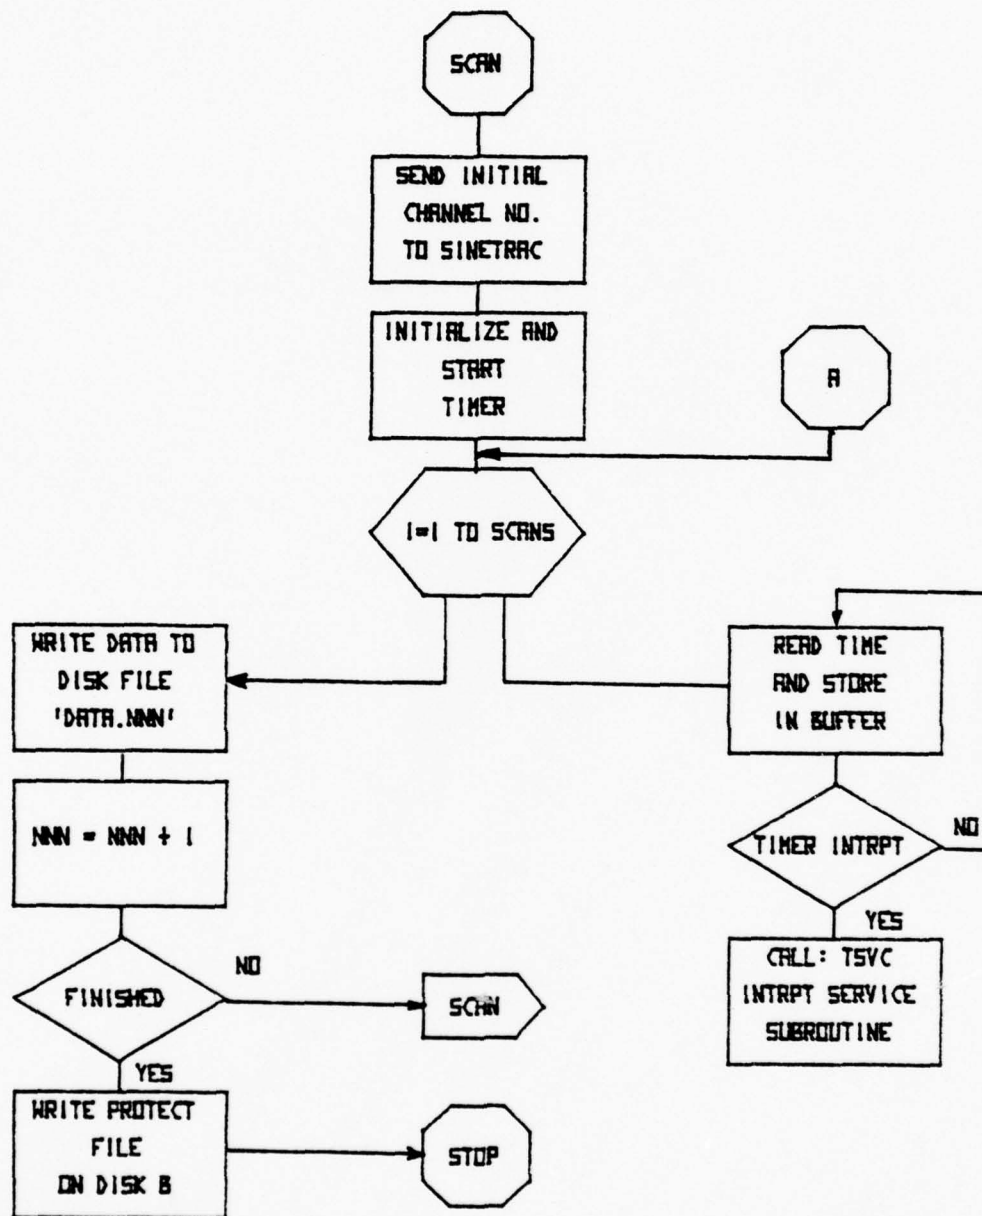 SCAN
SEND INITIAL
CHANNEL NO.
TO SINETRAC
INITIALIZE AND
START
TIMER
A
I=1 TO SCANS
WRITE DATA TO
DISK FILE
'DATA.NNN'
READ TIME
AND STORE
IN BUFFER
NNN = NNN + 1
TIMER INTRPT
NO
YES
CALL: TSVC
INTRPT SERVICE
SUBROUTINE
FINISHED
NO
SCAN
YES
WRITE PROTECT
FILE
ON DISK B
STOP